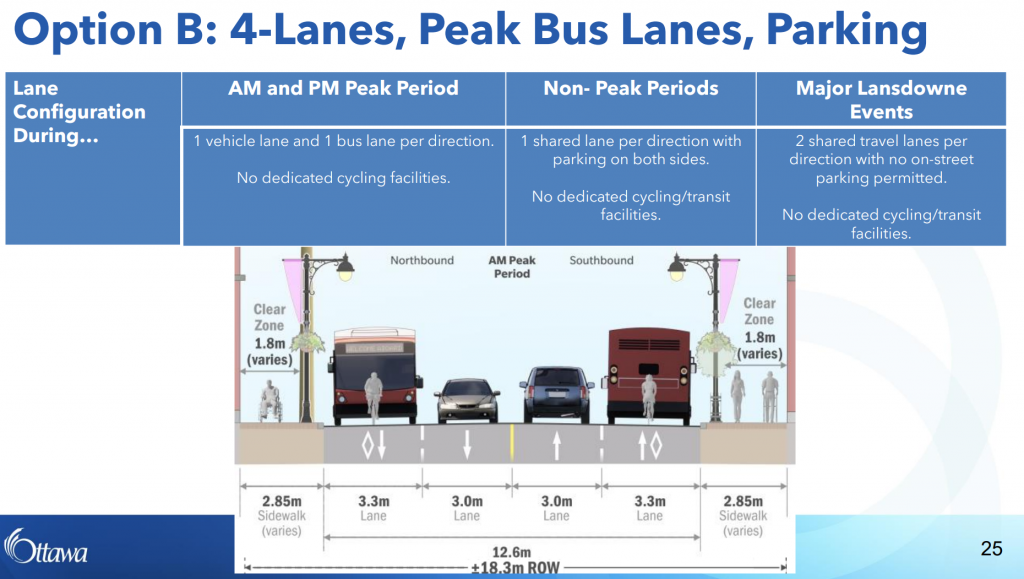 Option B: 4-Lanes, Peak Bus Lanes, Parking
Lane
Configuration
During...
AM and PM Peak Period
Non- Peak Periods
Major Lansdowne
Events
1 vehicle lane and 1 bus lane per direction.
No dedicated cycling facilities.
1 shared lane per direction with
parking on both sides.
No dedicated cycling/transit
facilities.
2 shared travel lanes per
direction with no on-street
parking permitted.
No dedicated cycling/transit
facilities.
Northbound
AM Peak
Period
Southbound
Clear
Zone
1.8m
(varies)
Clear
Zone
1.8m
(varies)
2.85m
Sidewalk
(varies)
3.3m
Lane
3.0m
Lane
3.0m
Lane
3.3m
Lane
2.85m
Sidewalk
(varies)
12.6m
±18.3m ROW
Ottawa
25